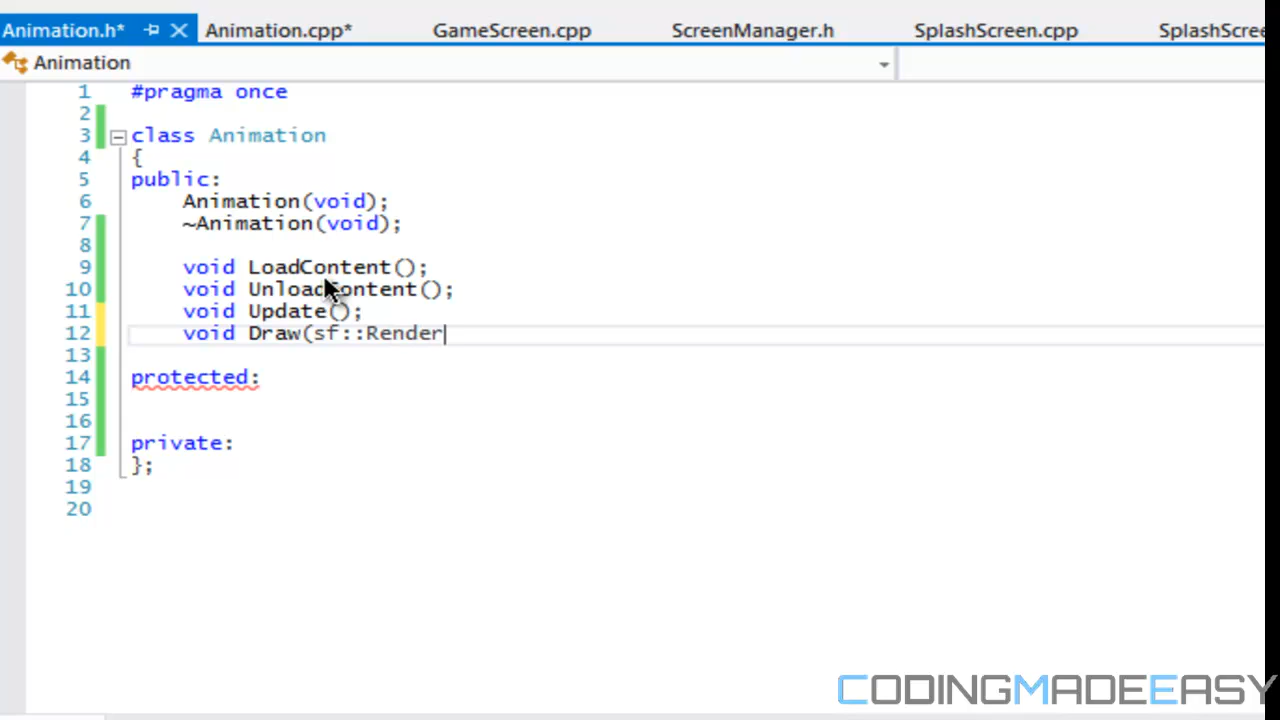 Animation.h* Animation.cpp* GameScreen.cpp ScreenManager.h SplashScreen.cpp SplashScree
Animation
1 #pragma once
2
3 class Animation
4 {
5 public:
6 Animation(void);
7 ~Animation(void);
8
9 void LoadContent();
10 void UnloadContent();
11 void Update();
12 void Draw(sf::Render
13
14 protected:
15
16
17 private:
18 };
19
20
CODINGMADEEASY